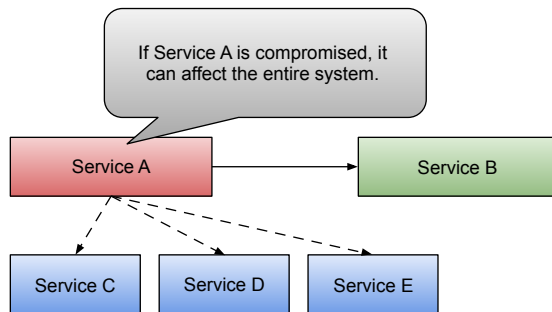 If Service A is compromised, it
can affect the entire system.
Service A
Service B
Service C
Service D
Service E